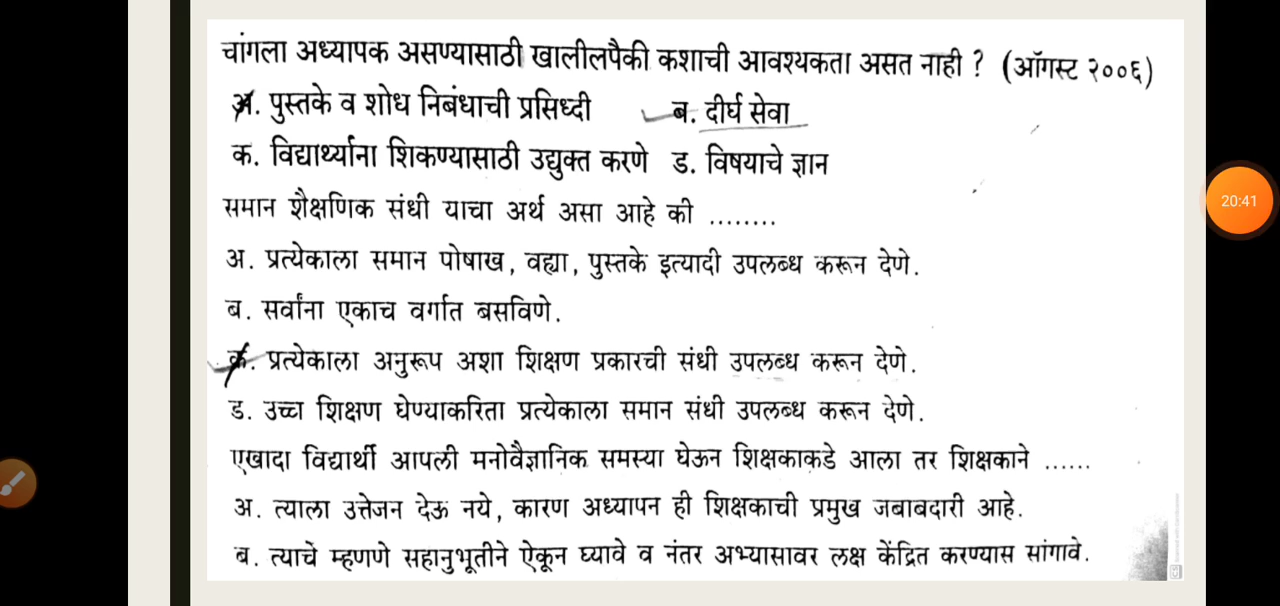 चांगला अध्यापक असण्यासाठी खालीलपैकी कशाची आवश्यकता असत नाही ? (ऑगस्ट २००६)
अ. पुस्तके व शोध निबंधाची प्रसिध्दी ब. दीर्घ सेवा
क. विद्यार्थ्यांना शिकण्यासाठी उद्युक्त करणे ड. विषयाचे ज्ञान
समान शैक्षणिक संधी याचा अर्थ असा आहे की ........
अ. प्रत्येकाला समान पोषाख, वह्या, पुस्तके इत्यादी उपलब्ध करून देणे.
ब. सर्वांना एकाच वर्गात बसविणे.
क. प्रत्येकाला अनुरूप अशा शिक्षण प्रकारची संधी उपलब्ध करून देणे.
ड. उच्च शिक्षण घेण्याकरिता प्रत्येकाला समान संधी उपलब्ध करून देणे.
एखादा विद्यार्थी आपली मनोवैज्ञानिक समस्या घेऊन शिक्षकाकडे आला तर शिक्षकाने ......
अ. त्याला उत्तेजन देऊ नये, कारण अध्यापन ही शिक्षकाची प्रमुख जबाबदारी आहे.
ब. त्याचे म्हणणे सहानुभूतीने ऐकून घ्यावे व नंतर अभ्यासावर लक्ष केंद्रित करण्यास सांगावे.
20:41